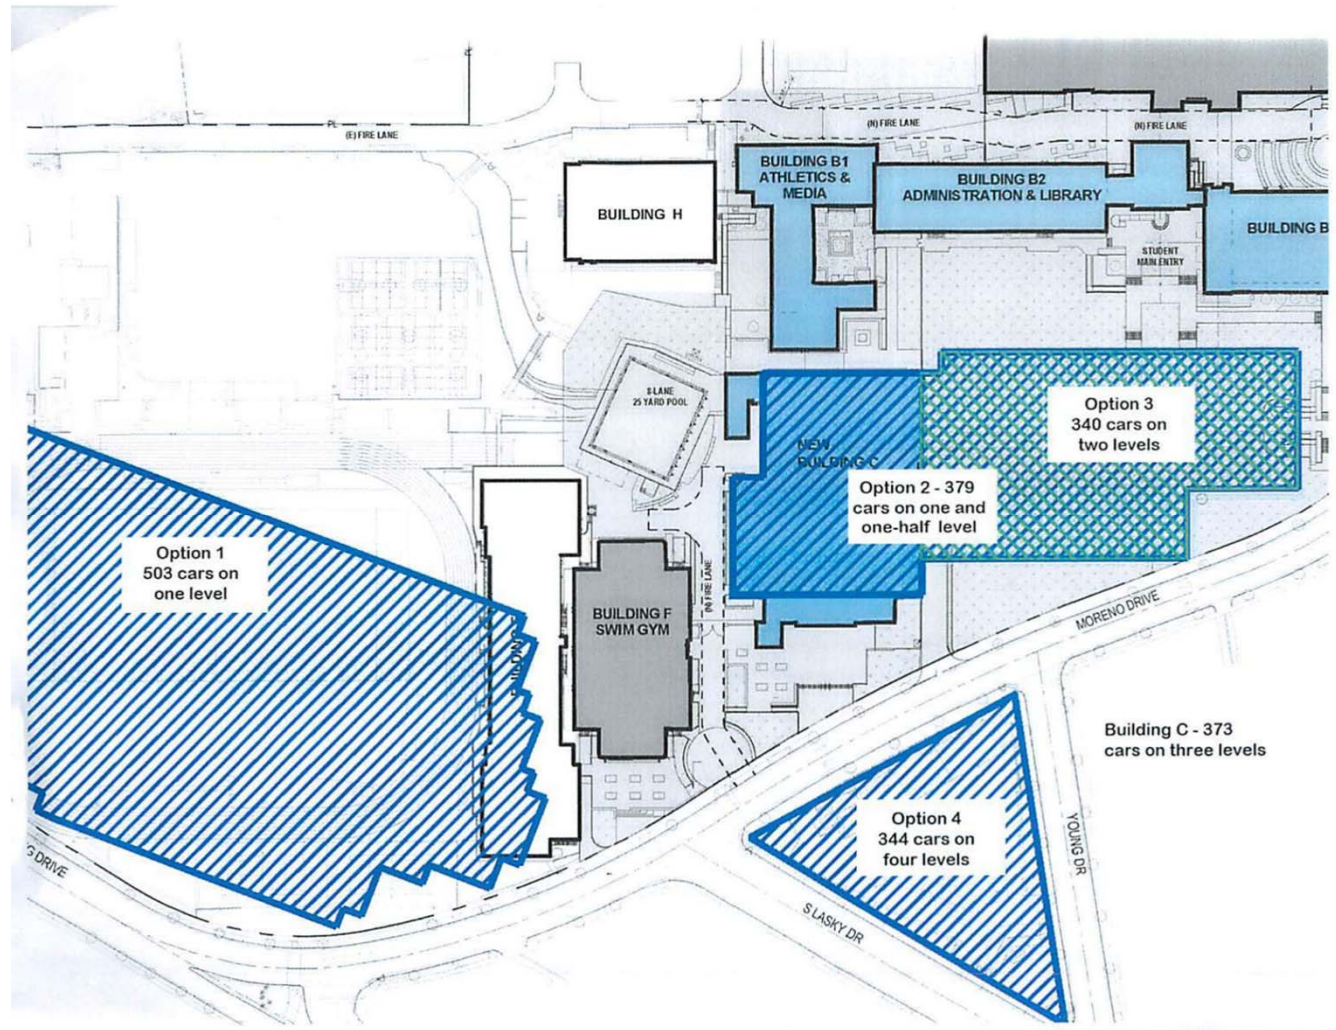 PL
(E) FIRE LANE
(N) FIRE LANE
(N) FIRE LANE
BUILDING B1
ATHLETICS &
MEDIA
BUILDING B2
ADMINISTRATION & LIBRARY
BUILDING H
BUILDING B
STUDENT
MAIN ENTRY
25 YARD POOL
NEW
BUILDING C
Option 3
340 cars on
two levels
Option 2 - 379
cars on one and
one-half level
Option 1
503 cars on
one level
(N) FIRE LANE
BUILDING F
SWIM GYM
MORENO DRIVE
Building C - 373
cars on three levels
Option 4
344 cars on
four levels
YOUNG DR
G DRIVE
S LASKY DR